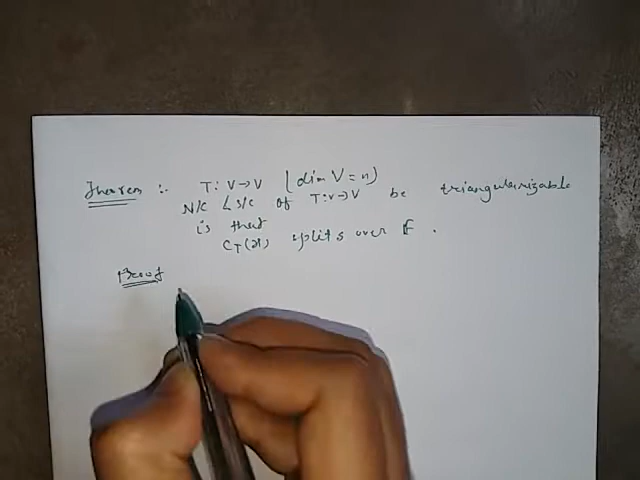 Theorem :- T: V→V (dim V = n)
N/C & S/C of T:V→V be triangularizable
is that
C_T(x) splits over F.
Proof